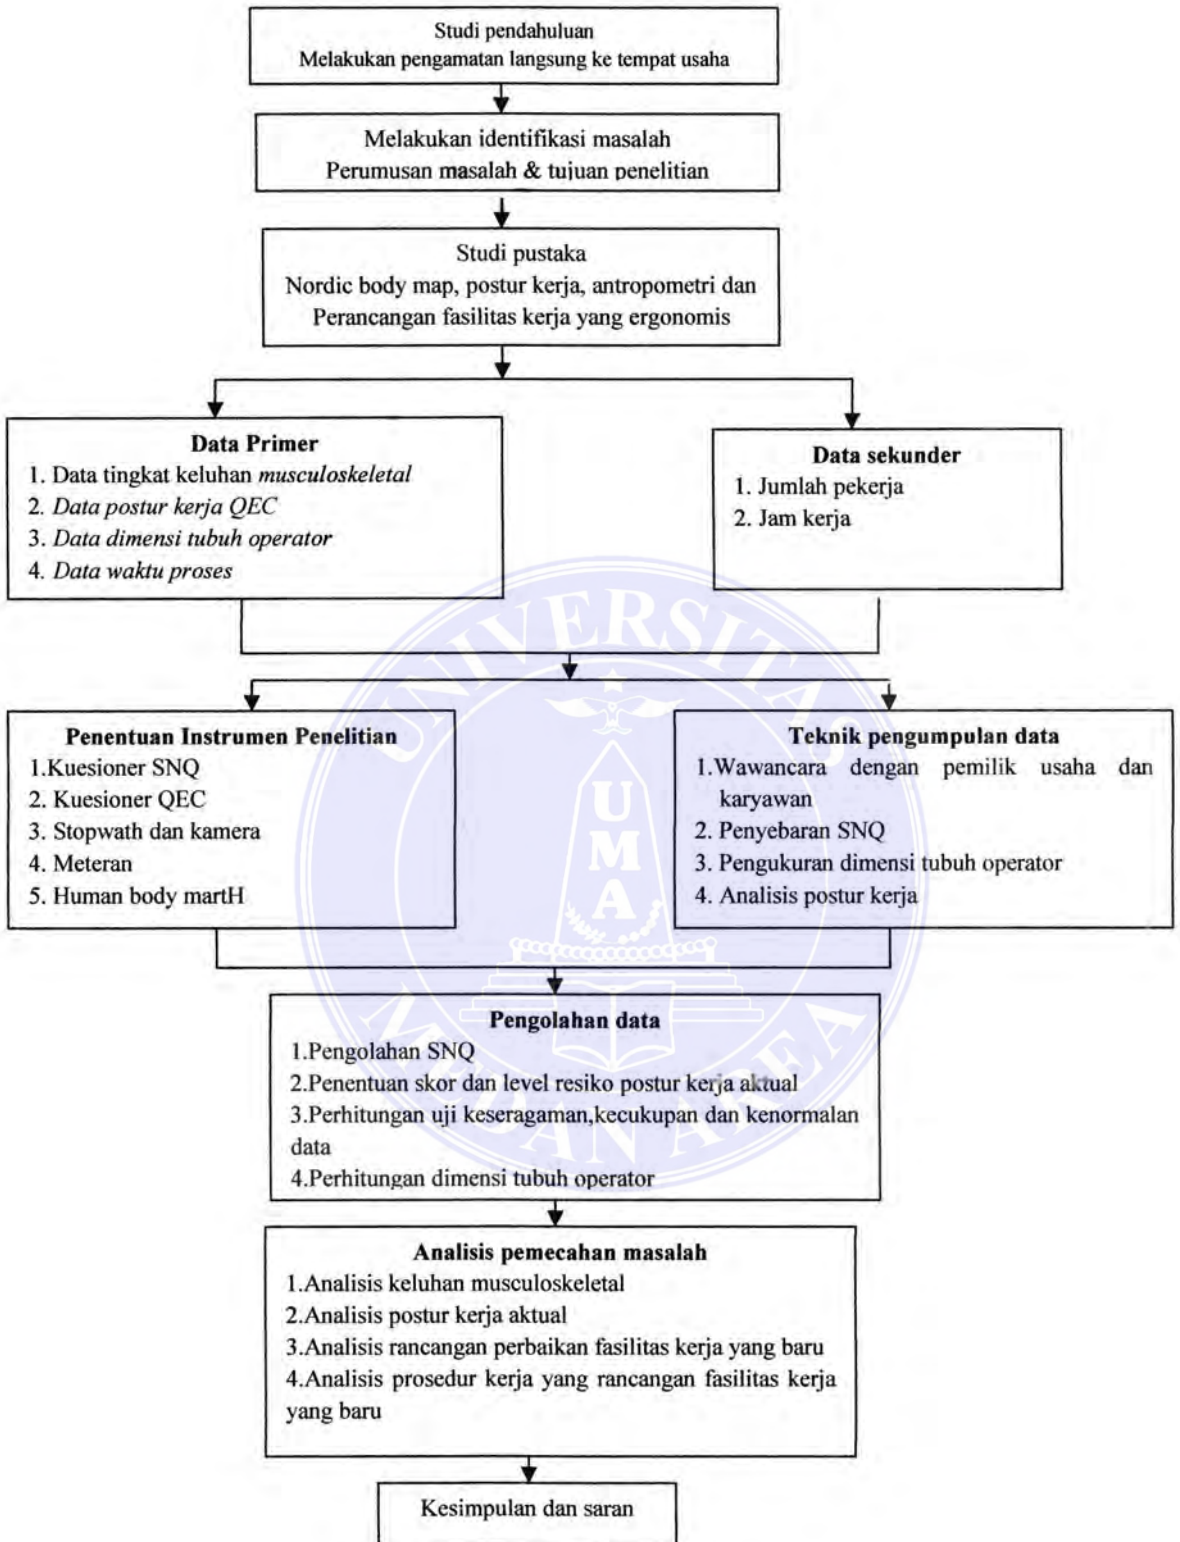 Studi pendahuluan
Melakukan pengamatan langsung ke tempat usaha
Melakukan identifikasi masalah
Perumusan masalah & tujuan penelitian
Studi pustaka
Nordic body map, postur kerja, antropometri dan
Perancangan fasilitas kerja yang ergonomis
Data Primer
1. Data tingkat keluhan musculoskeletal
2. Data postur kerja QEC
3. Data dimensi tubuh operator
4. Data waktu proses
Data sekunder
1. Jumlah pekerja
2. Jam kerja
Penentuan Instrumen Penelitian
1.Kuesioner SNQ
2. Kuesioner QEC
3. Stopwath dan kamera
4. Meteran
5. Human body martH
Teknik pengumpulan data
1.Wawancara dengan pemilik usaha dan
karyawan
2. Penyebaran SNQ
3. Pengukuran dimensi tubuh operator
4. Analisis postur kerja
Pengolahan data
1.Pengolahan SNQ
2.Penentuan skor dan level resiko postur kerja aktual
3.Perhitungan uji keseragaman,kecukupan dan kenormalan
data
4.Perhitungan dimensi tubuh operator
Analisis pemecahan masalah
1.Analisis keluhan musculoskeletal
2.Analisis postur kerja aktual
3.Analisis rancangan perbaikan fasilitas kerja yang baru
4.Analisis prosedur kerja yang rancangan fasilitas kerja
yang baru
Kesimpulan dan saran
UNIVERSITAS
UMA
MEDAN AREA